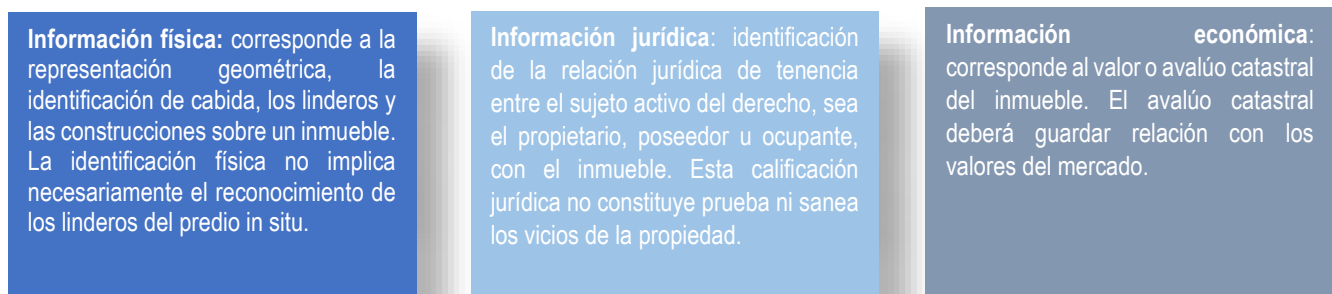 Información física: corresponde a la
representación geométrica, la
identificación de cabida, los linderos y
las construcciones sobre un inmueble.
La identificación física no implica
necesariamente el reconocimiento de
los linderos del predio in situ.
Información jurídica: identificación
de la relación jurídica de tenencia
entre el sujeto activo del derecho, sea
el propietario, poseedor u ocupante,
con el inmueble. Esta calificación
jurídica no constituye prueba ni sanea
los vicios de la propiedad.
Información económica:
corresponde al valor o avalúo catastral
del inmueble. El avalúo catastral
deberá guardar relación con los
valores del mercado.